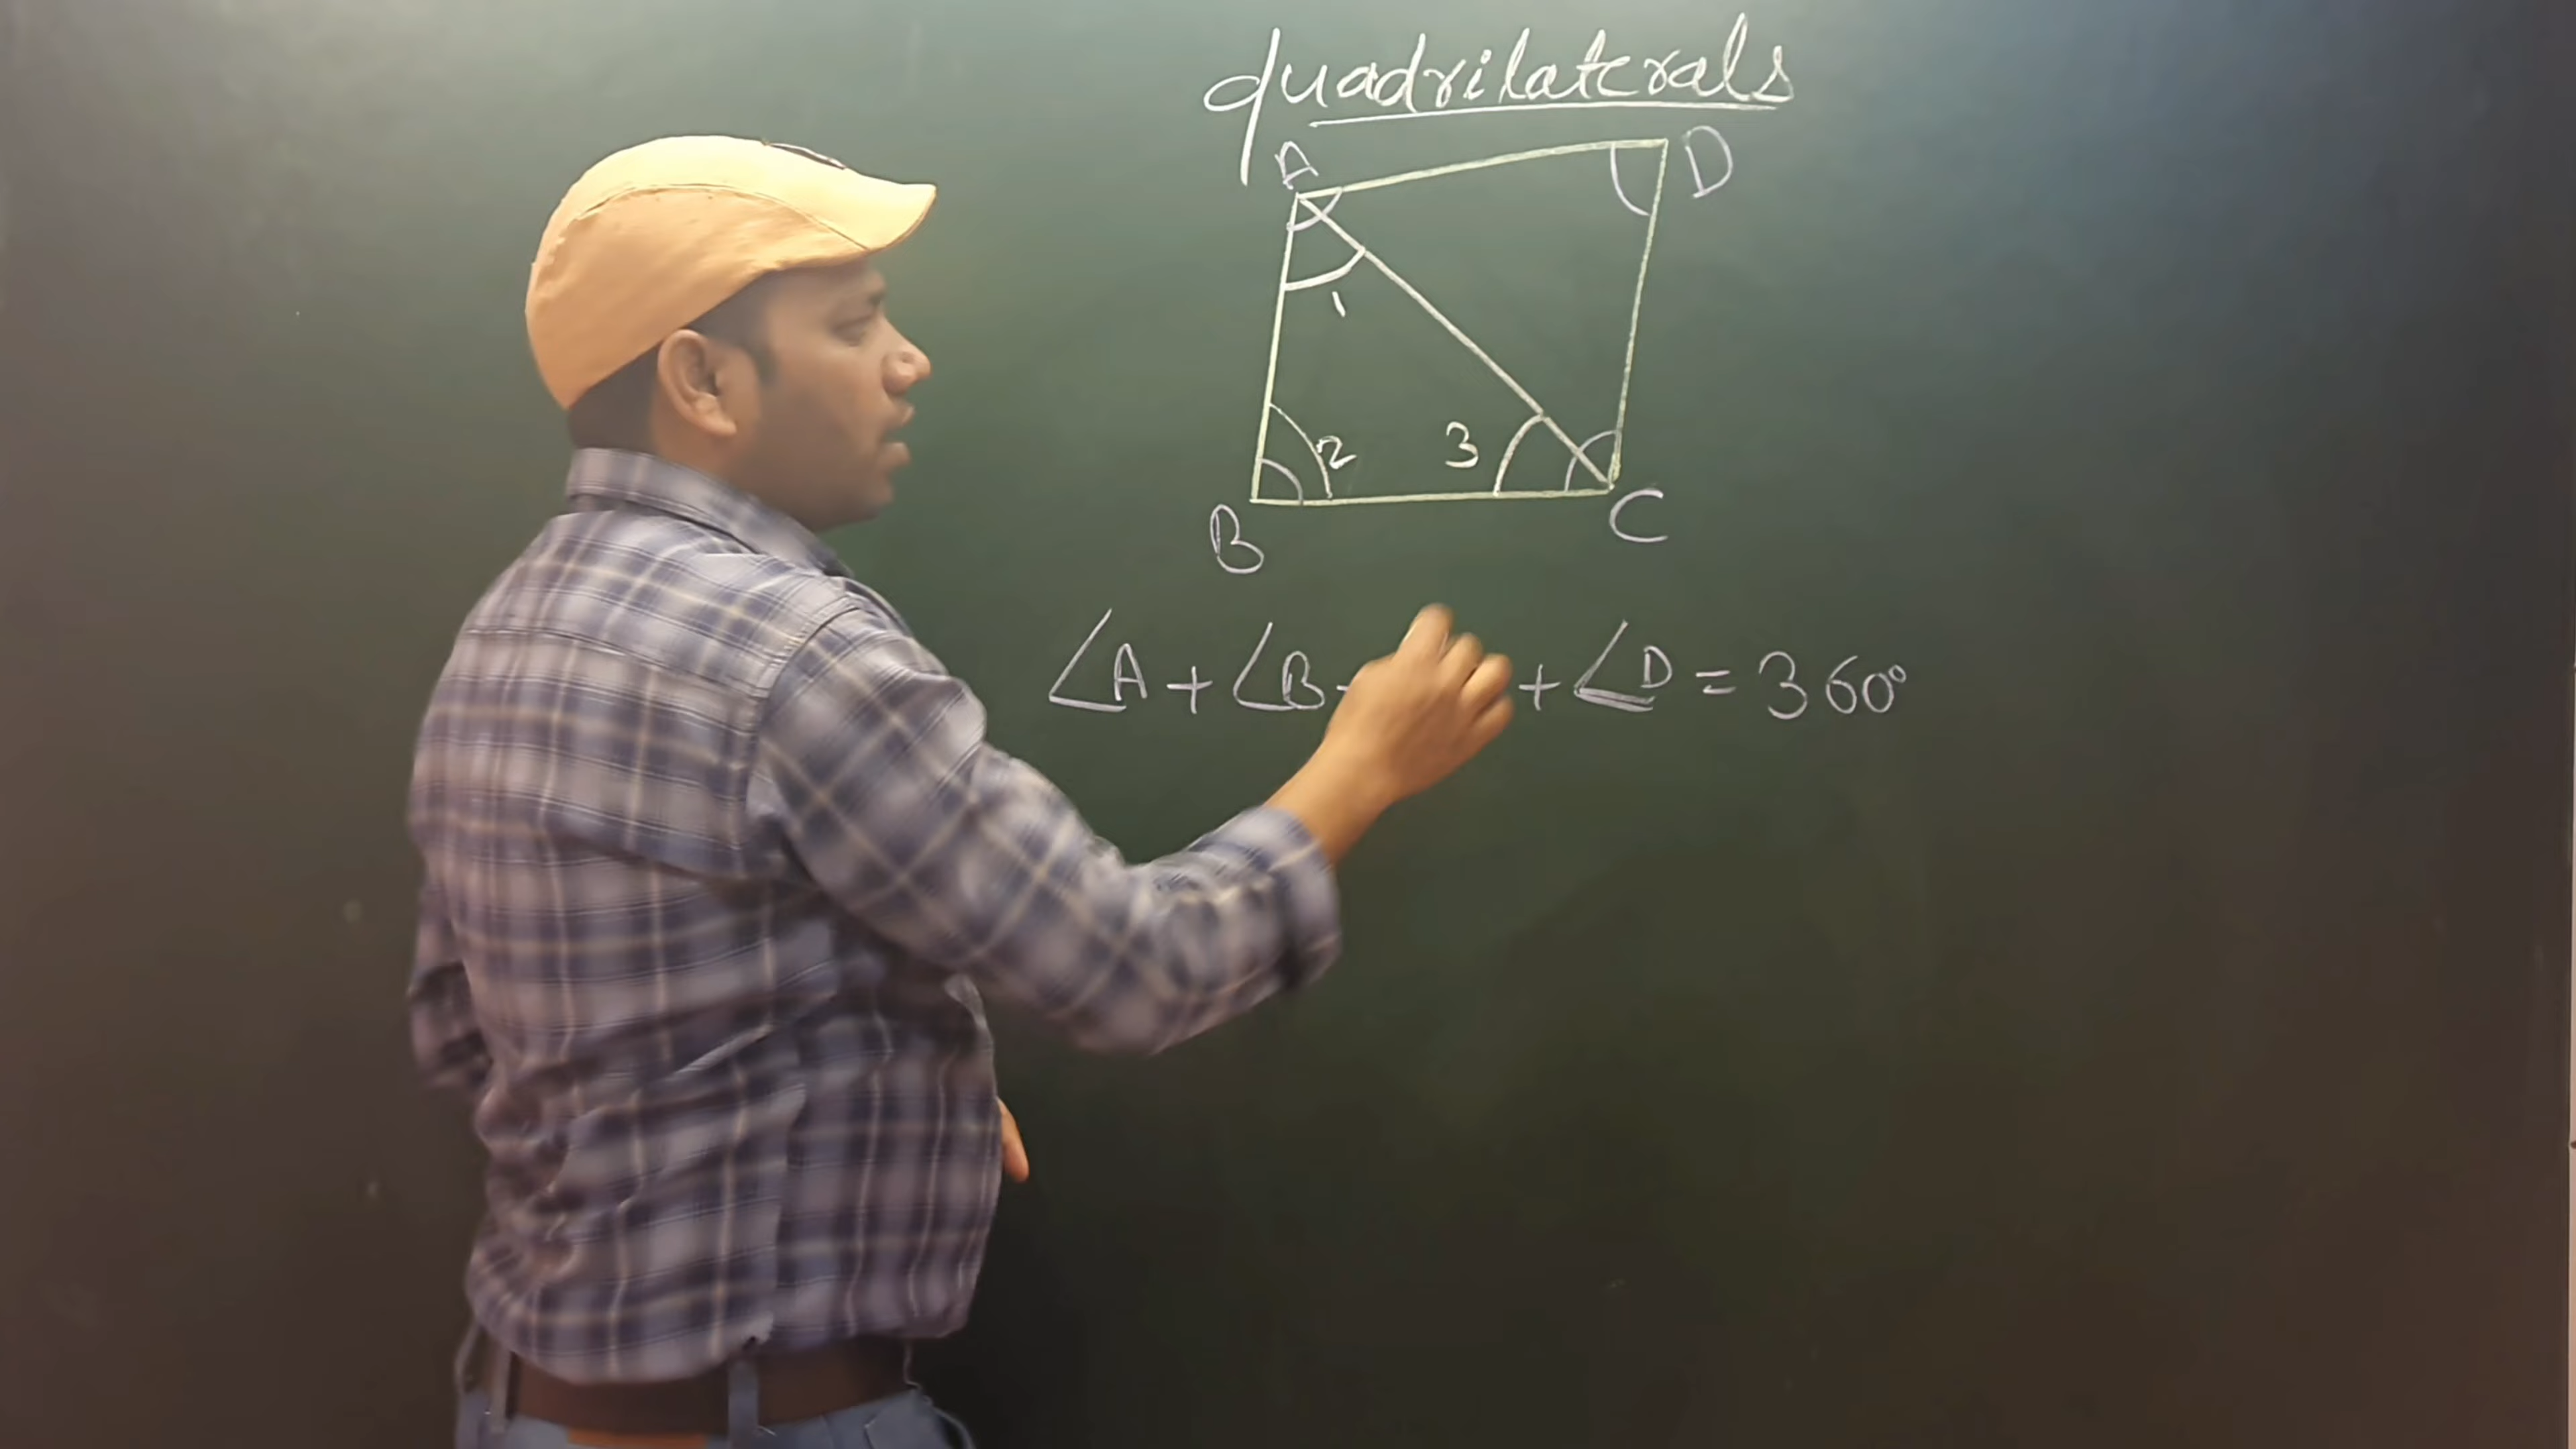 quadrilaterals
A D
1
2 3
B C
∠A + ∠B + ∠D = 360°